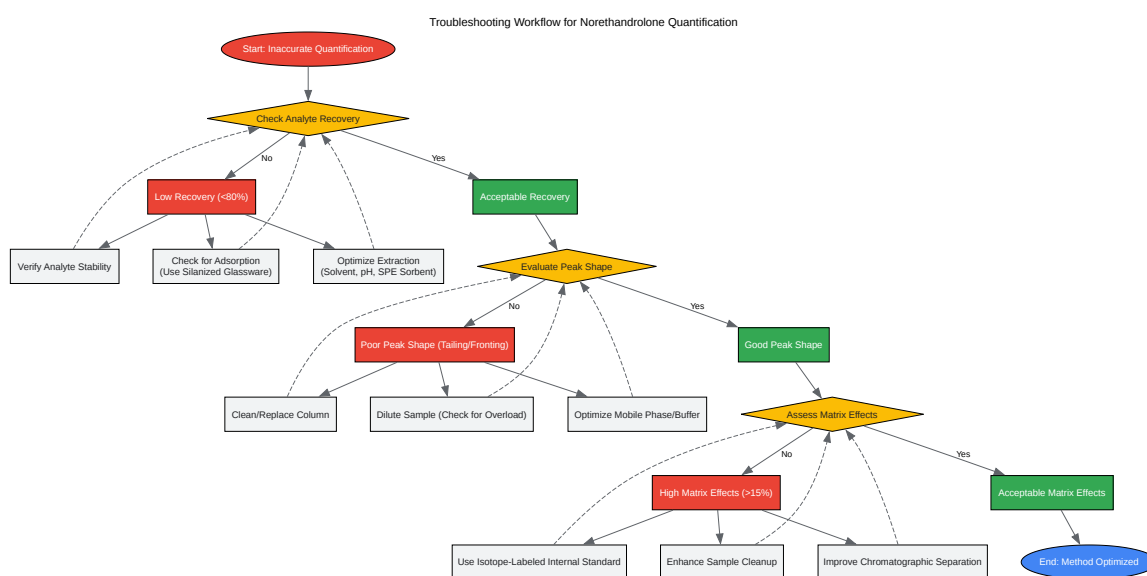 Troubleshooting Workflow for Norethandrolone Quantification
Start: Inaccurate Quantification
Check Analyte Recovery
No
Yes
Low Recovery (<80%)
Acceptable Recovery
Verify Analyte Stability
Check for Adsorption
(Use Silanized Glassware)
Optimize Extraction
(Solvent, pH, SPE Sorbent)
Evaluate Peak Shape
No
Yes
Poor Peak Shape (Tailing/Fronting)
Good Peak Shape
Clean/Replace Column
Dilute Sample (Check for Overload)
Optimize Mobile Phase/Buffer
Assess Matrix Effects
No
Yes
High Matrix Effects (>15%)
Acceptable Matrix Effects
Use Isotope-Labeled Internal Standard
Enhance Sample Cleanup
Improve Chromatographic Separation
End: Method Optimized